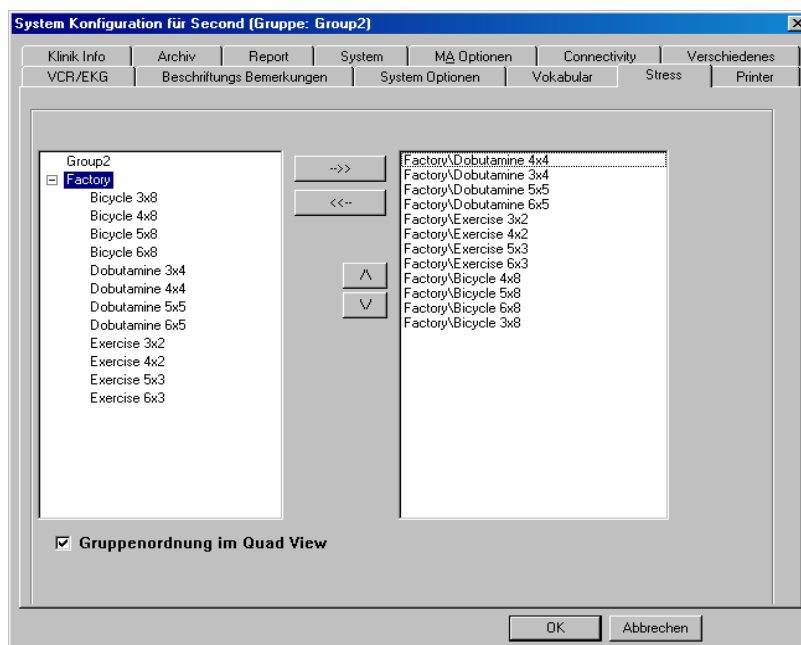 System Konfiguration für Second (Gruppe: Group2)
Klinik Info Archiv Report System MA Optionen Connectivity Verschiedenes
VCR/EKG Beschriftungs Bemerkungen System Optionen Vokabular Stress Printer
Group2
Factory
Bicycle 3x8
Bicycle 4x8
Bicycle 5x8
Bicycle 6x8
Dobutamine 3x4
Dobutamine 4x4
Dobutamine 5x5
Dobutamine 6x5
Exercise 3x2
Exercise 4x2
Exercise 5x3
Exercise 6x3
-->>
<<--
/\
\/
Factory\Dobutamine 4x4
Factory\Dobutamine 3x4
Factory\Dobutamine 5x5
Factory\Dobutamine 6x5
Factory\Exercise 3x2
Factory\Exercise 4x2
Factory\Exercise 5x3
Factory\Exercise 6x3
Factory\Bicycle 4x8
Factory\Bicycle 5x8
Factory\Bicycle 6x8
Factory\Bicycle 3x8
Gruppenordnung im Quad View
OK Abbrechen